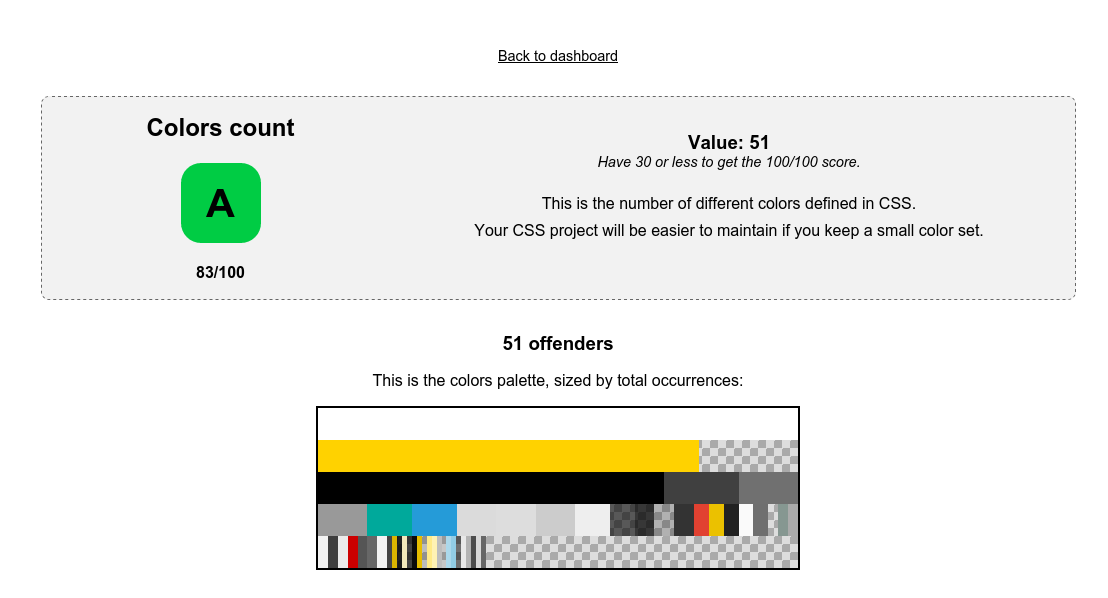 Back to dashboard
Colors count
A
83/100
Value: 51
Have 30 or less to get the 100/100 score.
This is the number of different colors defined in CSS.
Your CSS project will be easier to maintain if you keep a small color set.
51 offenders
This is the colors palette, sized by total occurrences: